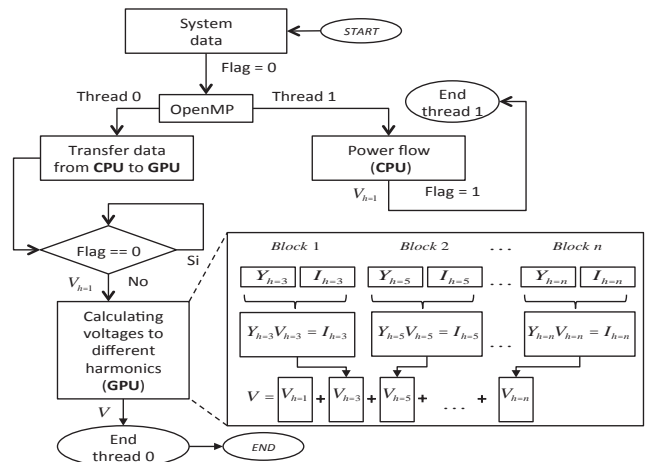 System
data
START
Flag = 0
Thread 0
OpenMP
Thread 1
End
thread 1
Transfer data
from CPU to GPU
Power flow
(CPU)
V_{h=1}
Flag = 1
Flag == 0
Si
V_{h=1}
No
Calculating
voltages to
different
harmonics
(GPU)
V
End
thread 0
END
Block 1 Block 2 . . . Block n
Y_{h=3} I_{h=3} Y_{h=5} I_{h=5} . . . Y_{h=n} I_{h=n}
Y_{h=3}V_{h=3} = I_{h=3} Y_{h=5}V_{h=5} = I_{h=5} . . . Y_{h=n}V_{h=n} = I_{h=n}
V = V_{h=1} + V_{h=3} + V_{h=5} + . . . + V_{h=n}